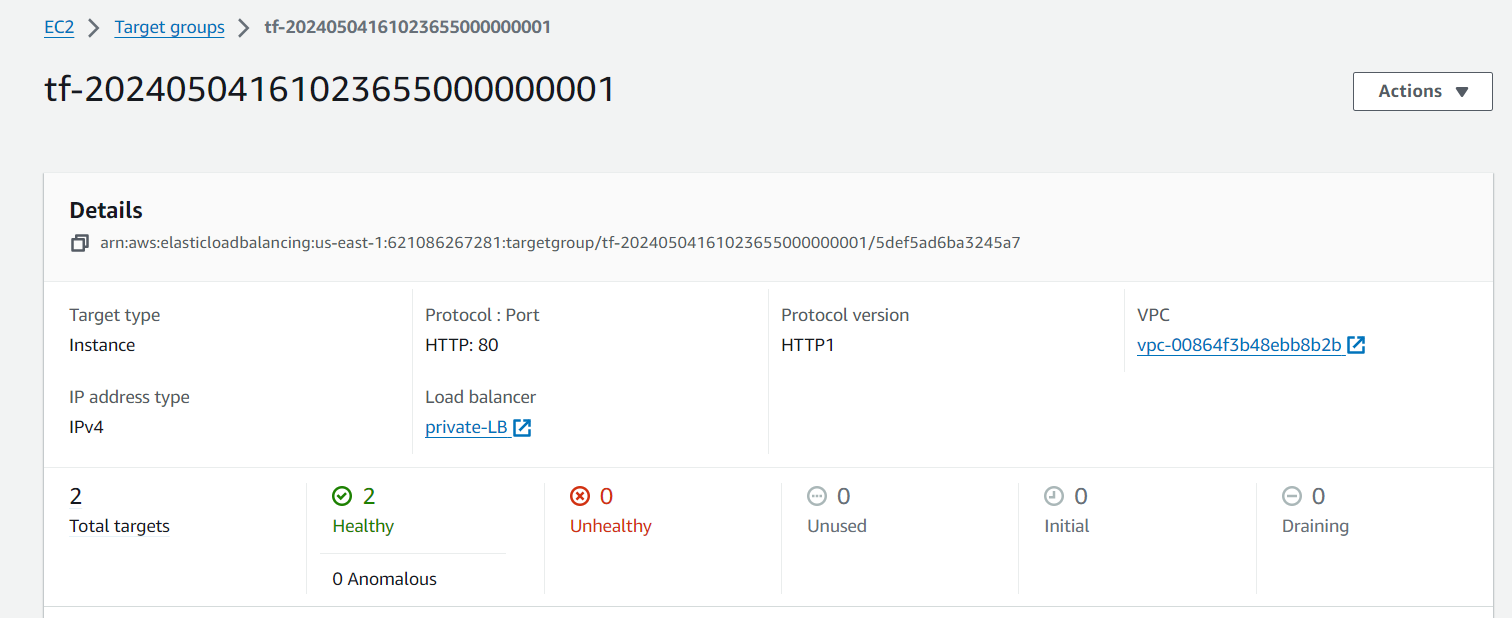 EC2 > Target groups > tf-20240504161023655000000001
tf-20240504161023655000000001
Actions ▼
Details
arn:aws:elasticloadbalancing:us-east-1:621086267281:targetgroup/tf-20240504161023655000000001/5def5ad6ba3245a7
Target type
Instance
Protocol : Port
HTTP: 80
Protocol version
HTTP1
VPC
vpc-00864f3b48ebb8b2b
IP address type
IPv4
Load balancer
private-LB
2
Total targets
2
Healthy
0 Anomalous
0
Unhealthy
0
Unused
0
Initial
0
Draining